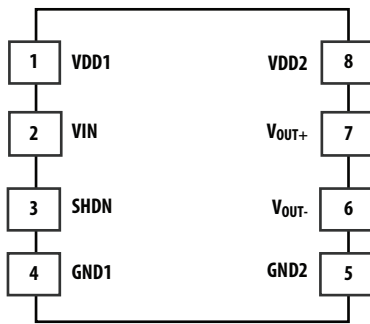 1 VDD1 VDD2 8
2 VIN VOUT+ 7
3 SHDN VOUT- 6
4 GND1 GND2 5